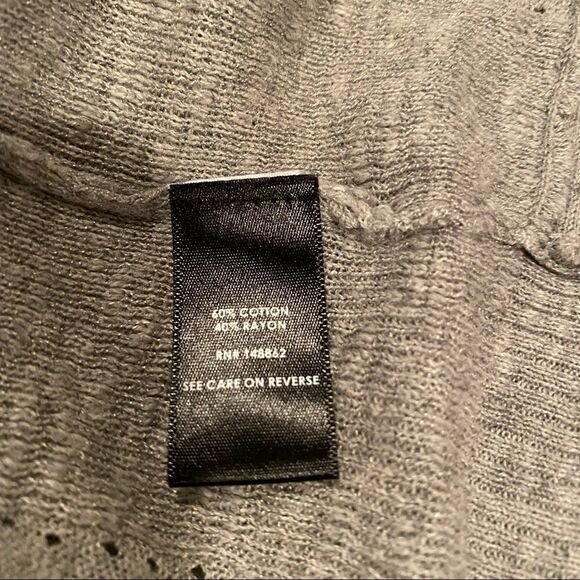 60% COTTON
40% RAYON
RN# 148862
SEE CARE ON REVERSE